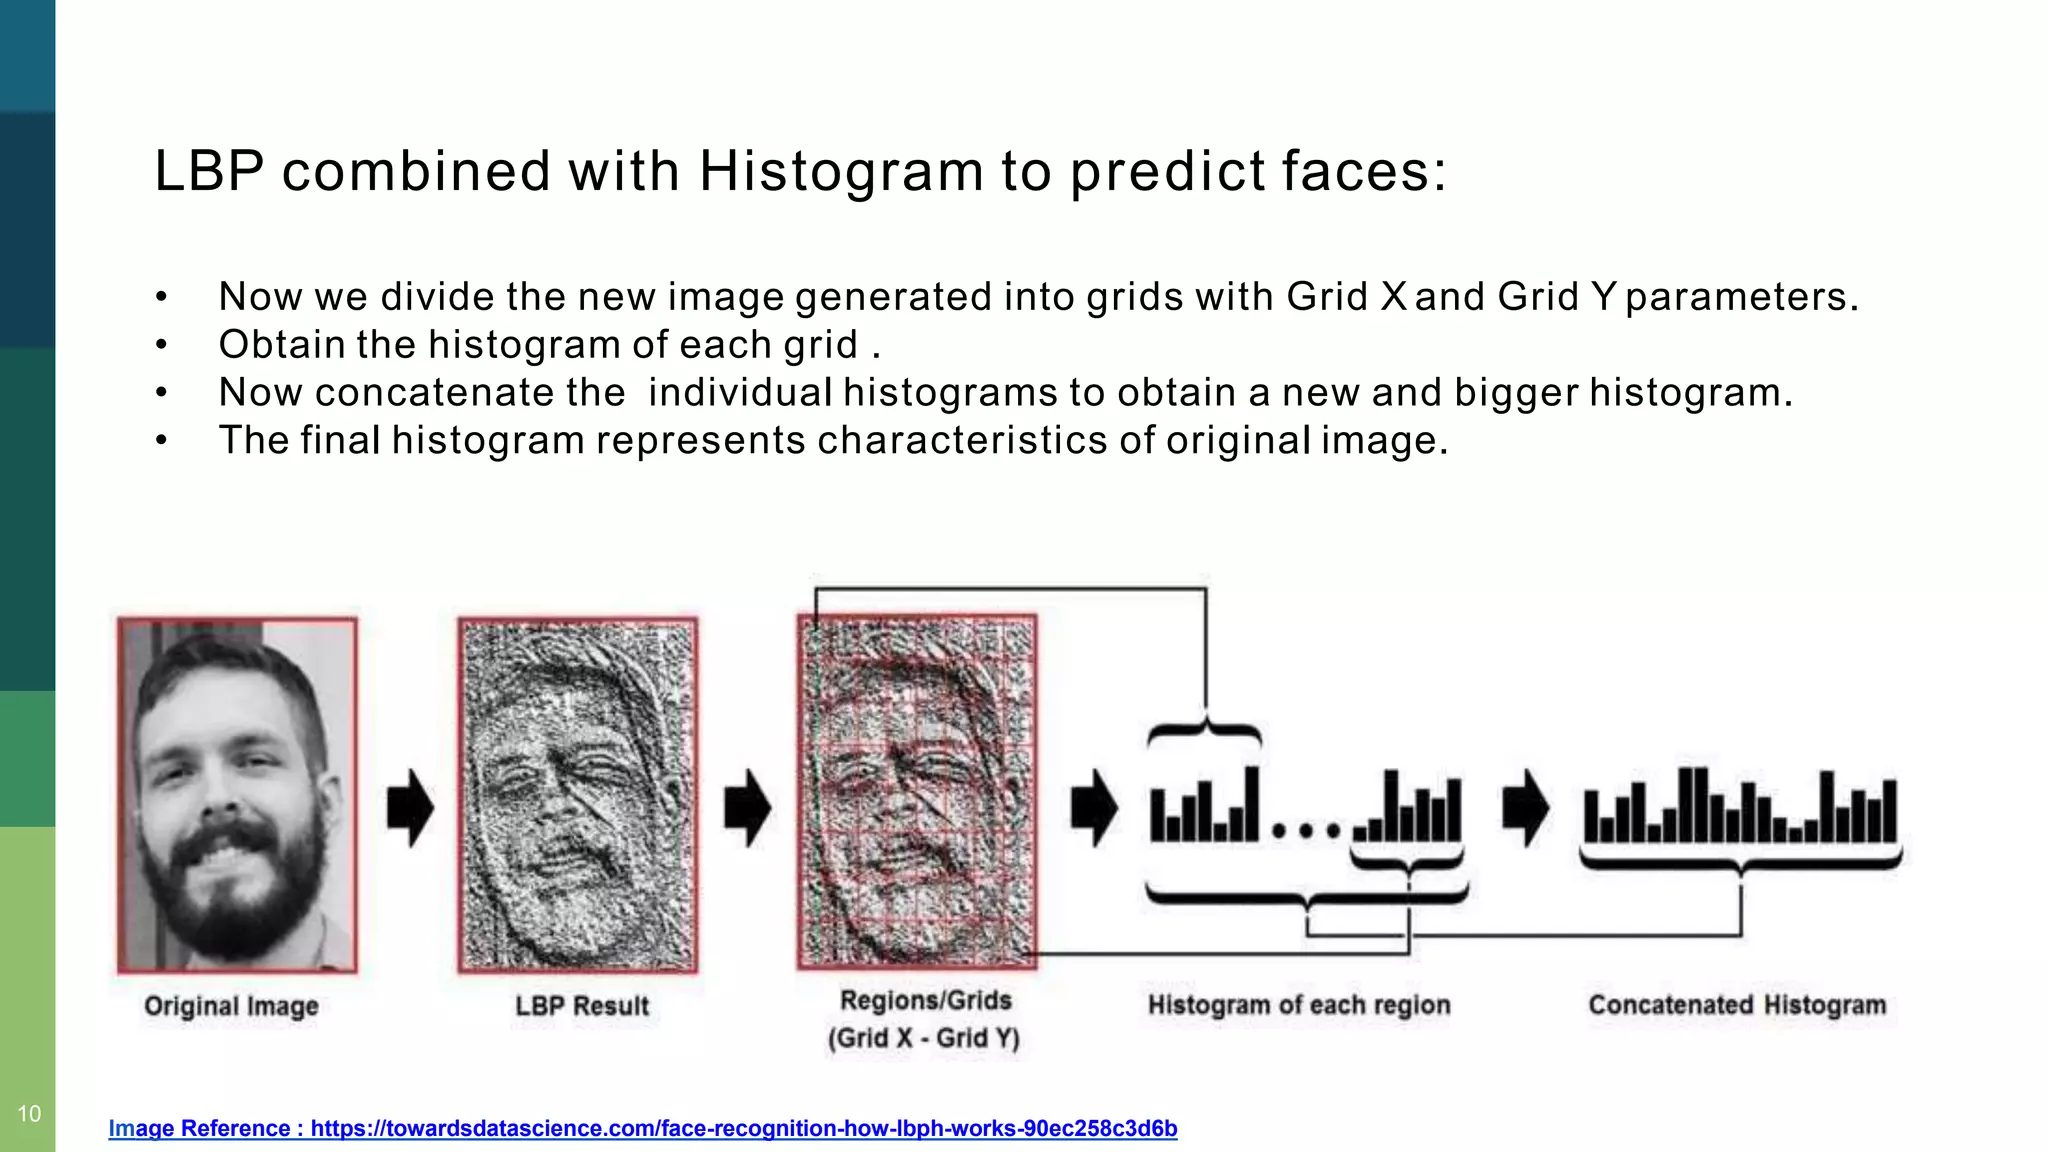 LBP combined with Histogram to predict faces:
• Now we divide the new image generated into grids with Grid X and Grid Y parameters.
• Obtain the histogram of each grid .
• Now concatenate the individual histograms to obtain a new and bigger histogram.
• The final histogram represents characteristics of original image.
Original Image
LBP Result
Regions/Grids
(Grid X - Grid Y)
Histogram of each region
Concatenated Histogram
10
Image Reference : https://towardsdatascience.com/face-recognition-how-lbph-works-90ec258c3d6b